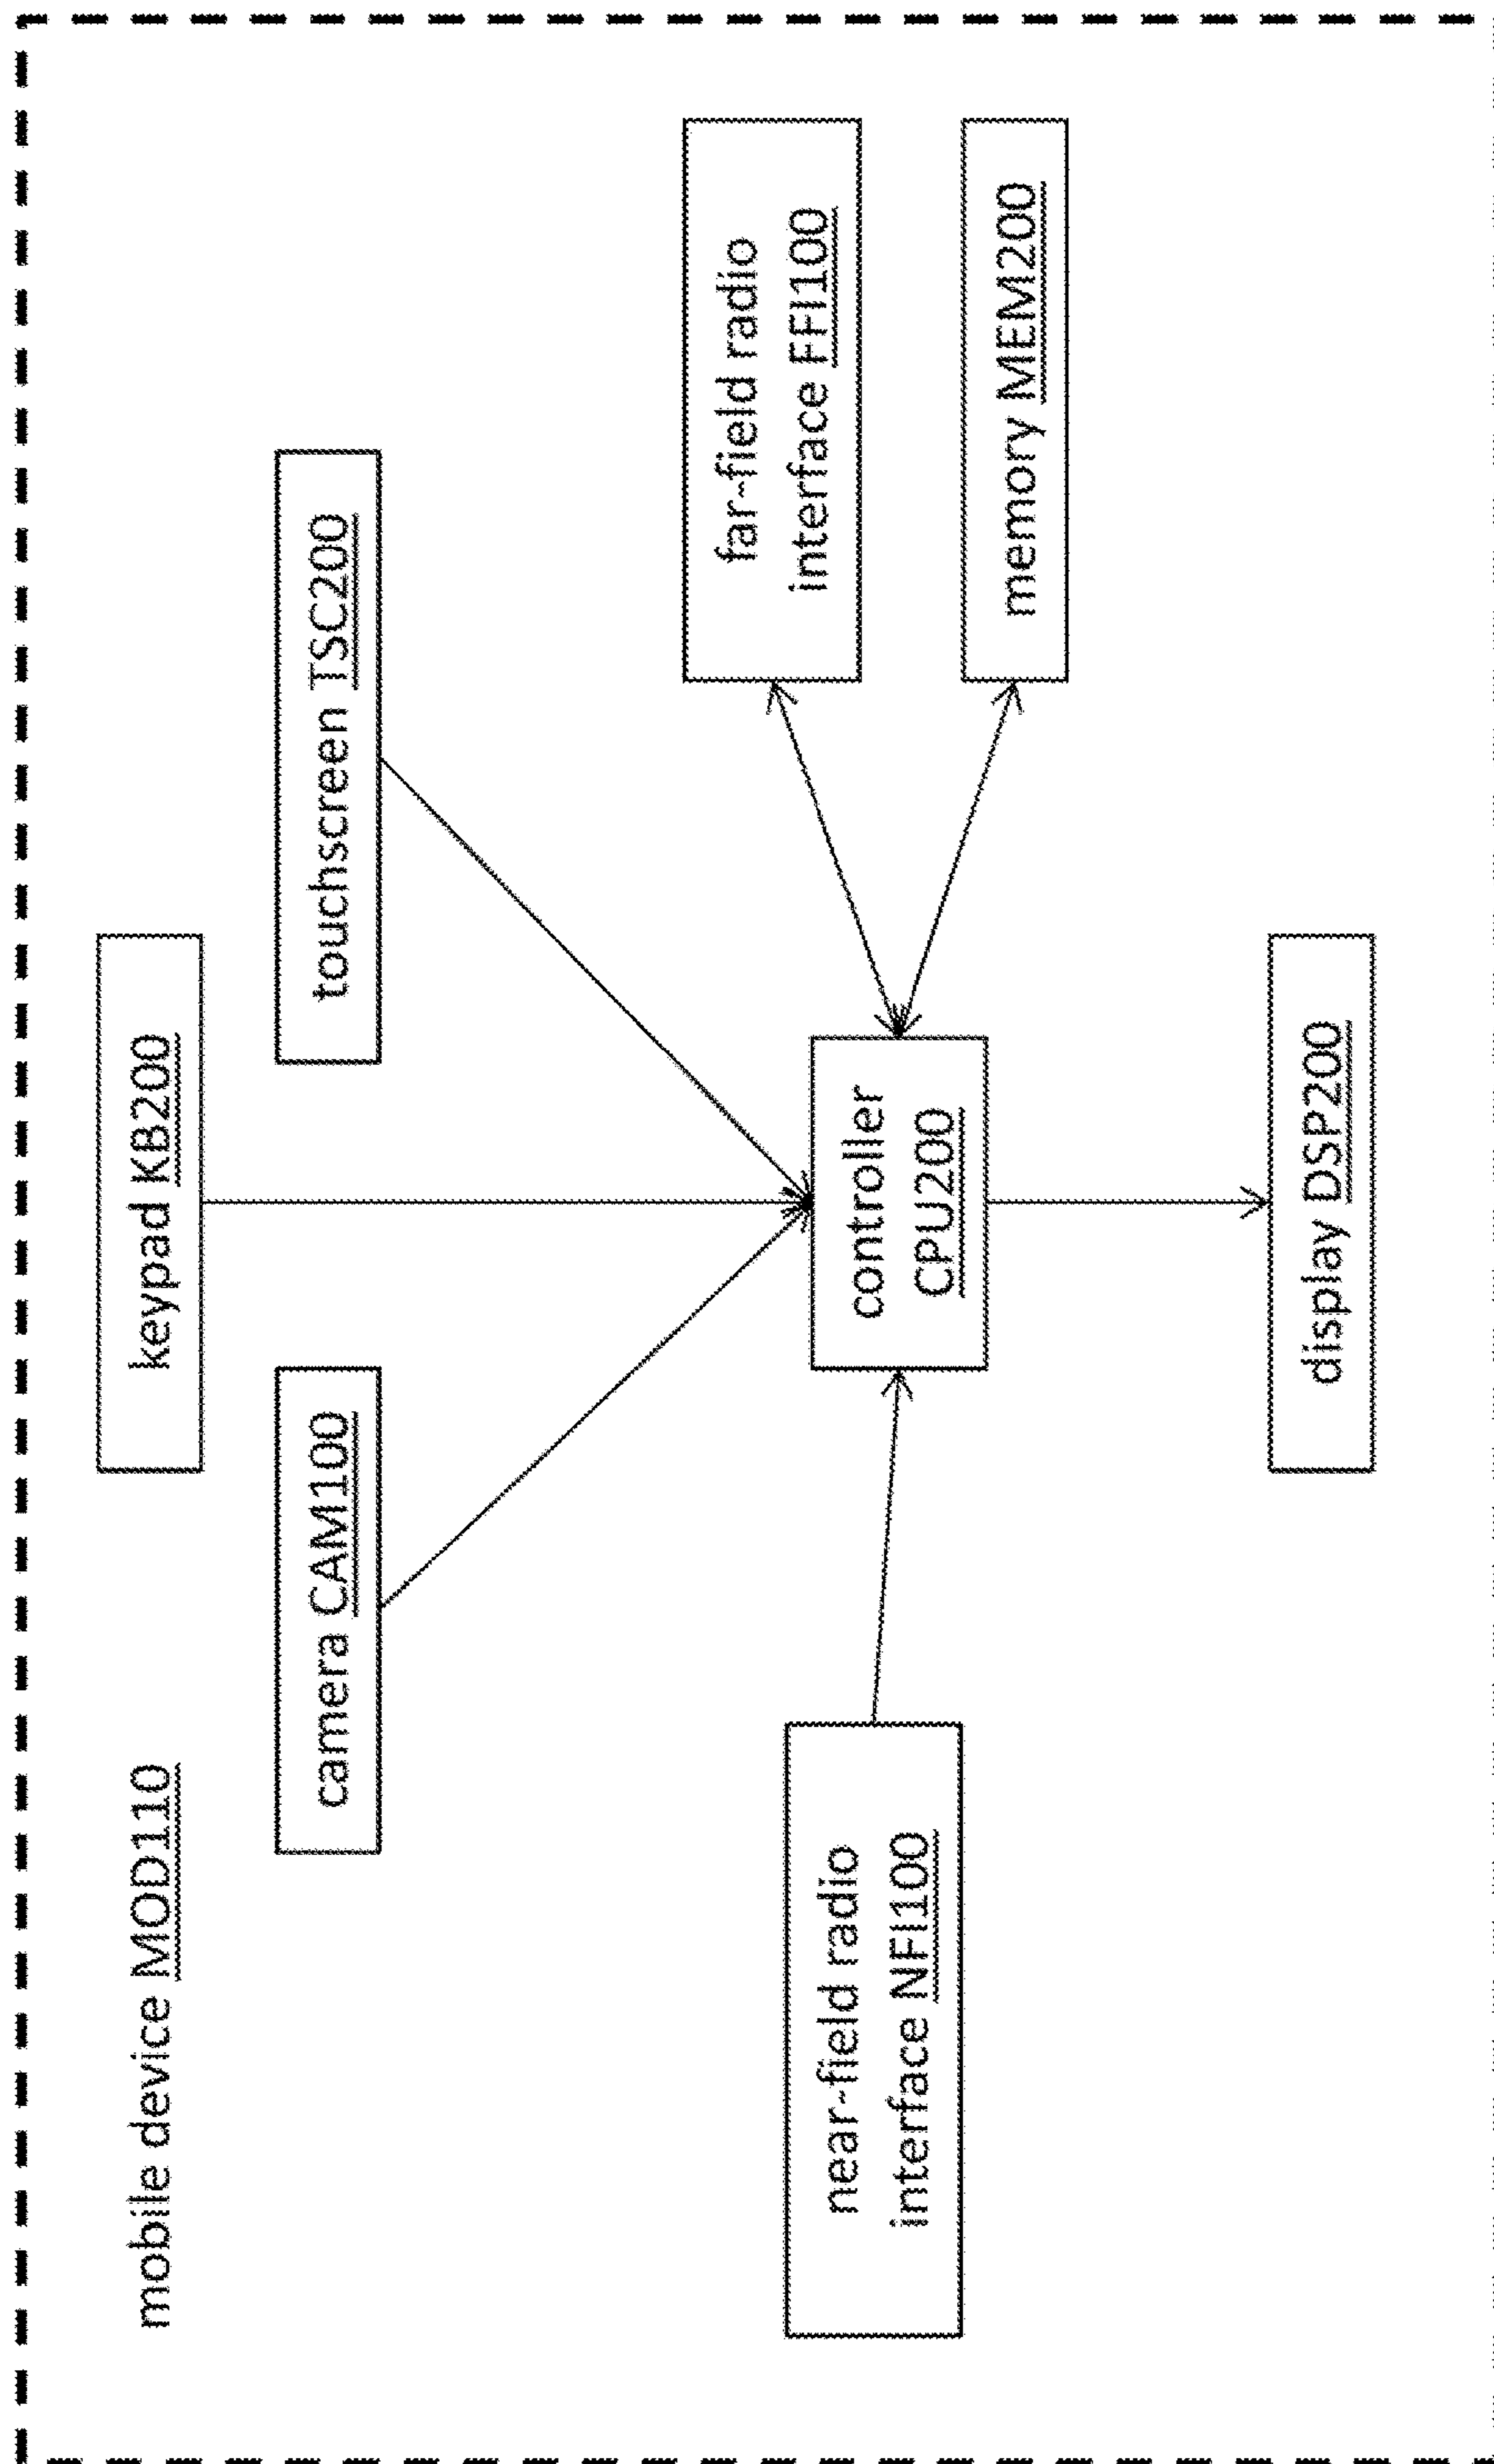 mobile device MOD110
keypad KB200
camera CAM100
touchscreen TSC200
near-field radio
interface NFI100
controller
CPU200
far-field radio
interface FFI100
memory MEM200
display DSP200